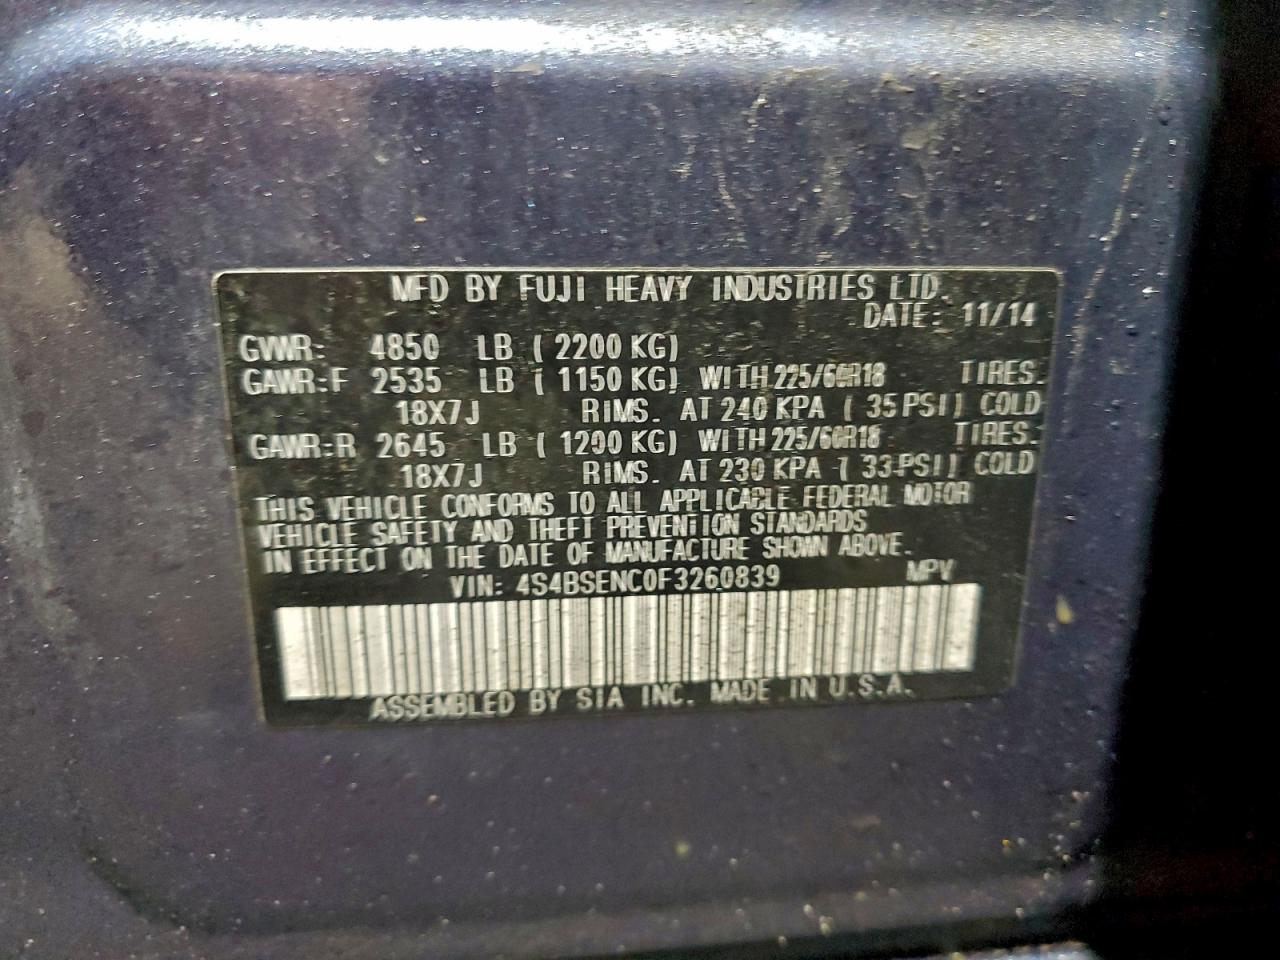 MFD BY FUJI HEAVY INDUSTRIES LTD.
DATE: 11/14
GVWR: 4850 LB ( 2200 KG)
GAWR:F 2535 LB ( 1150 KG) WITH 225/60R18 TIRES.
18X7J RIMS. AT 240 KPA ( 35 PSI) COLD
GAWR:R 2645 LB ( 1200 KG) WITH 225/60R18 TIRES.
18X7J RIMS. AT 230 KPA ( 33 PSI) COLD
THIS VEHICLE CONFORMS TO ALL APPLICABLE FEDERAL MOTOR
VEHICLE SAFETY AND THEFT PREVENTION STANDARDS
IN EFFECT ON THE DATE OF MANUFACTURE SHOWN ABOVE.
VIN: 4S4BSENC0F3260839 MPV
ASSEMBLED BY SIA INC. MADE IN U.S.A.